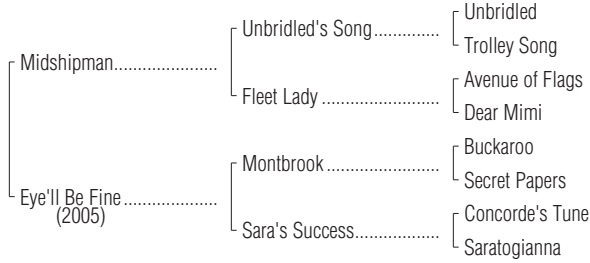 Unbridled
Unbridled's Song..............
Trolley Song
Midshipman......................
Avenue of Flags
Fleet Lady .........................
Dear Mimi
Buckaroo
Montbrook ........................
Secret Papers
Eye'll Be Fine ....................
(2005)
Concorde's Tune
Sara's Success..................
Saratogianna